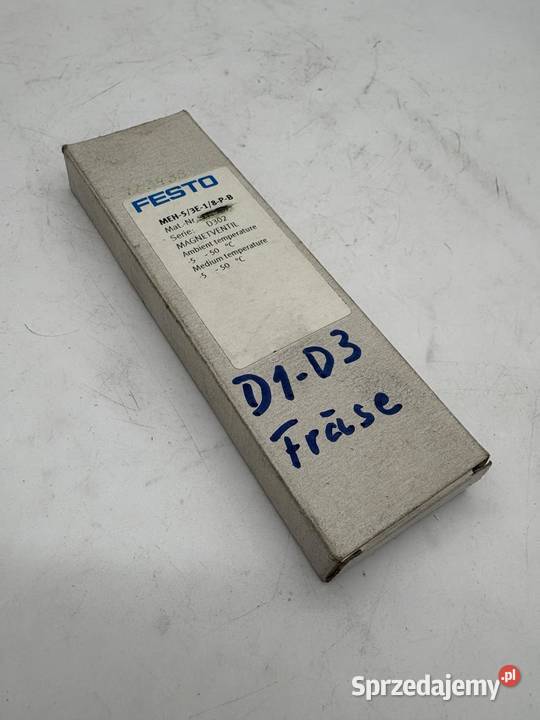 FESTO
MEH-5/3E-1/8-P-B
Mat.-Nr.
Serie: D302
MAGNETVENTIL
Ambient temperature
-5 - 50 °C
Medium temperature
-5 - 50 °C
D1-D3
Fräse
Sprzedajemy.pl